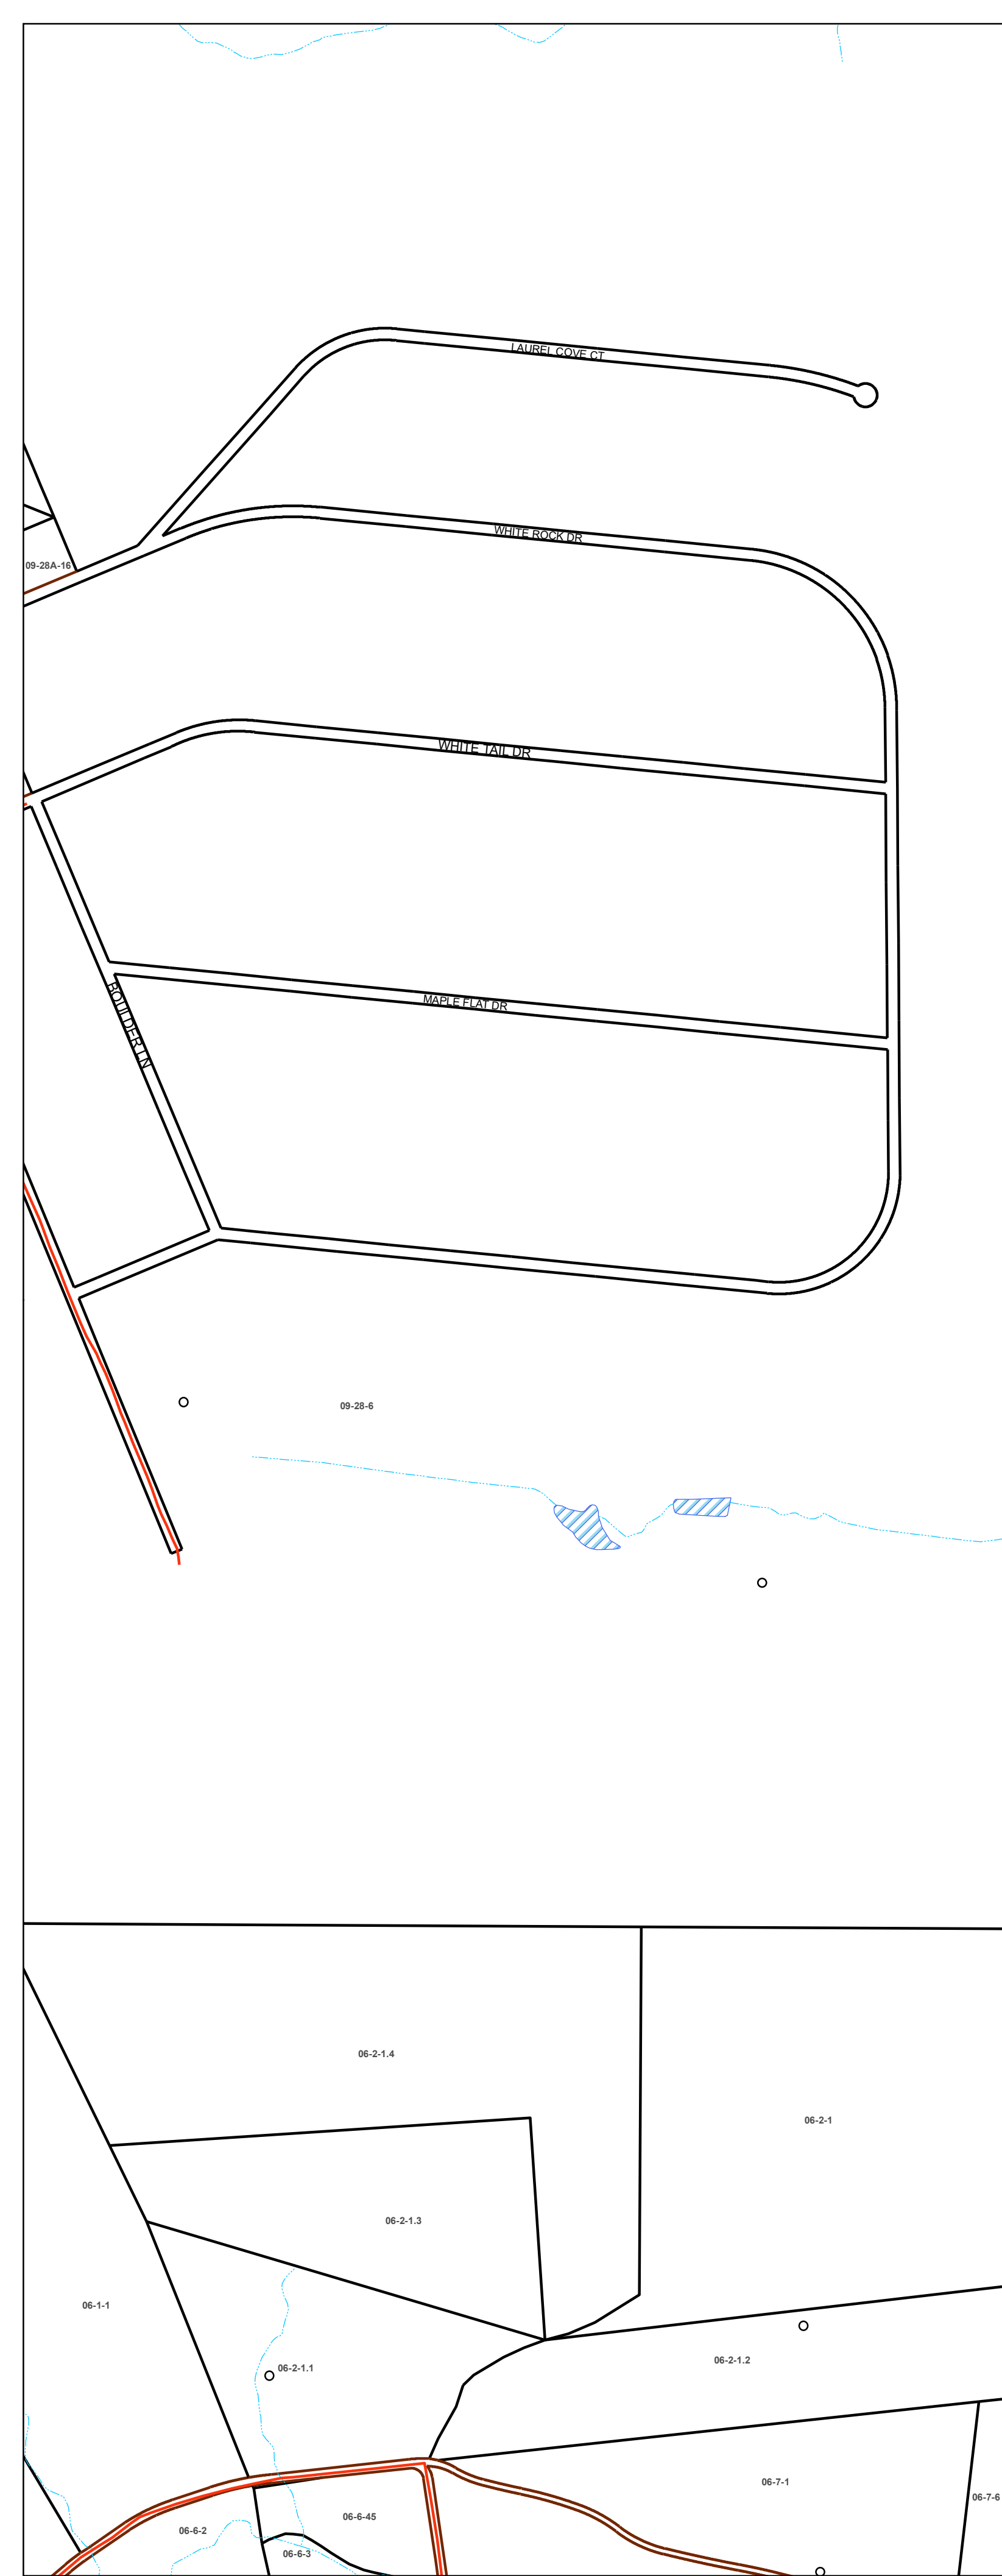 LAUREL COVE CT
WHITE ROCK DR
09-28A-16
WHITE TAIL DR
MAPLE FLAT DR
BOULDER LN
09-28-6
06-2-1.4
06-2-1
06-2-1.3
06-1-1
06-2-1.2
06-2-1.1
06-7-1
06-7-6
06-6-45
06-6-2
06-6-3